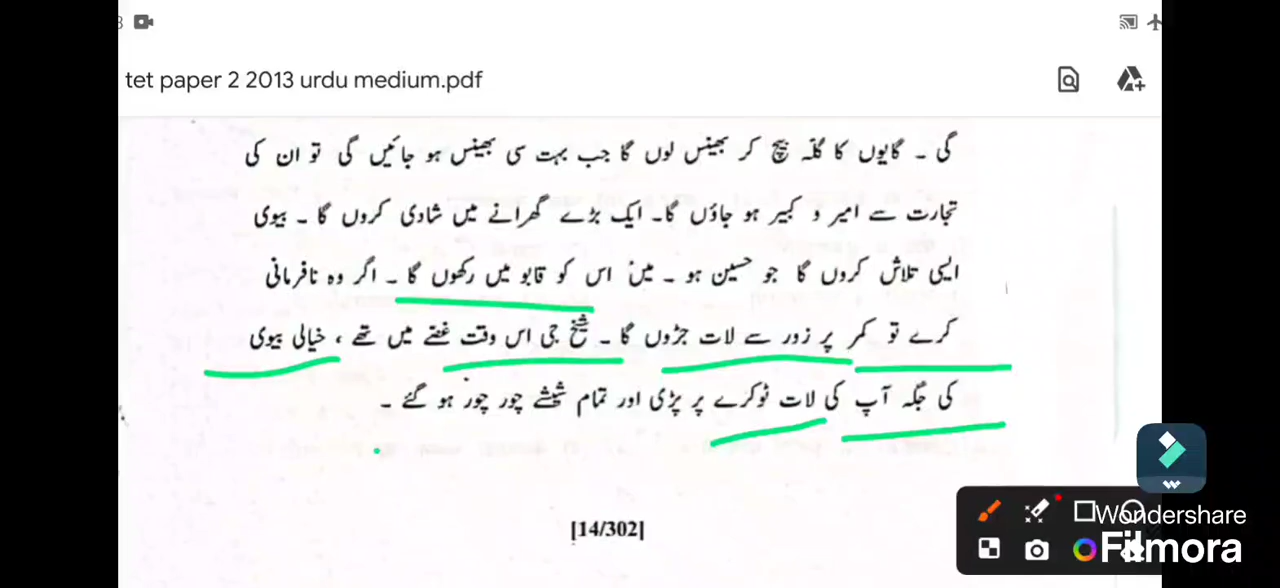 tet paper 2 2013 urdu medium.pdf
گی ۔ گایوں کا گلہ بیچ کر بھینس لوں گا جب بہت سی بھینس ہو جائیں گی تو ان کی
تجارت سے امیر و کبیر ہو جاؤں گا۔ ایک بڑے گھرانے میں شادی کروں گا ۔ بیوی
ایسی تلاش کروں گا جو حسین ہو ۔ میں اس کو قابو میں رکھوں گا ۔ اگر وہ نافرمانی
کرے تو کمر پر زور سے لات جڑوں گا ۔ شیخ جی اس وقت غصّے میں تھے ، خیالی بیوی
کی جگہ آپ کی لات ٹوکرے پر پڑی اور تمام شیشے چور چور ہو گئے ۔
[14/302]
Wondershare
Filmora